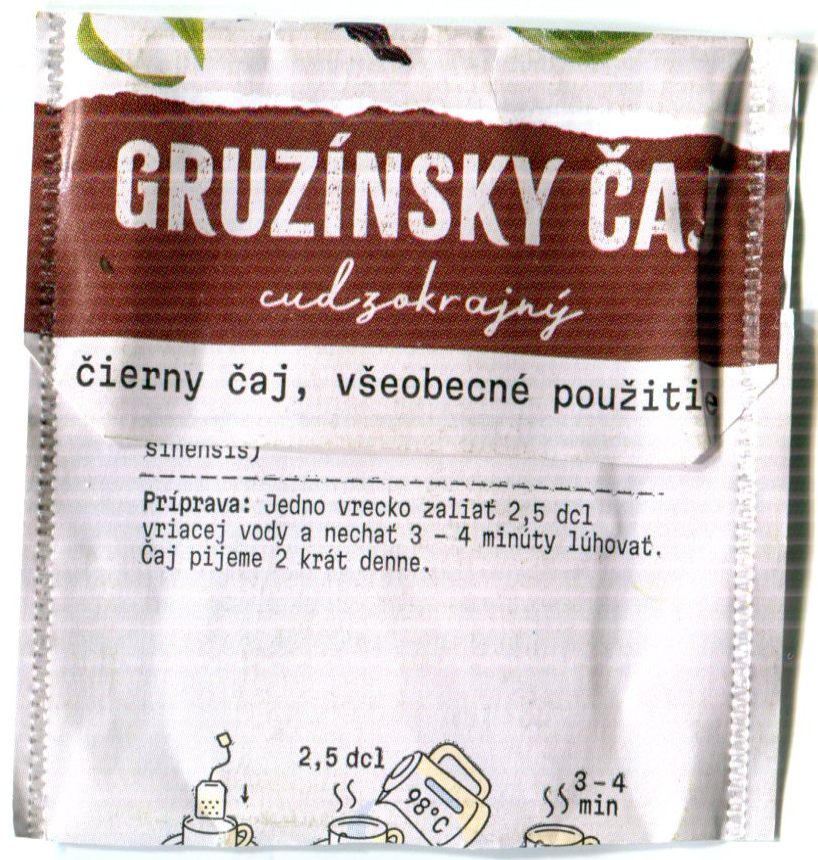 GRUZÍNSKY ČAJ
cudzokrajný
čierny čaj, všeobecné použitie
sinensis)
Príprava: Jedno vrecko zaliať 2,5 dcl
vriacej vody a nechať 3 – 4 minúty lúhovať.
Čaj pijeme 2 krát denne.
2,5 dcl
98°C
3 – 4
min